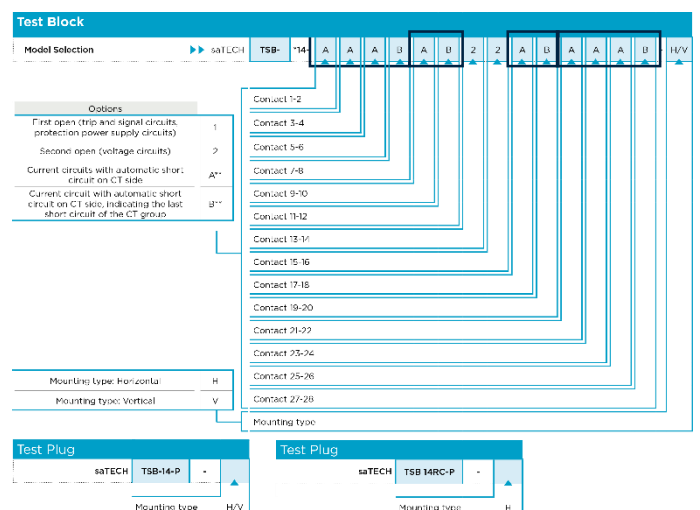 Test Block
Model Selection saTECH TSB- *14- A A A B A B 2 2 A B A A A B - H/V
Contact 1-2
Options
Contact 3-4
First open (trip and signal circuits, protection power supply circuits) 1
Contact 5-6
Second open (voltage circuits) 2
Contact 7-8
Current circuits with automatic short circuit on CT side A**
Contact 9-10
Current circuit with automatic short circuit on CT side, indicating the last short circuit of the CT group B**
Contact 11-12
Contact 13-14
Contact 15-16
Contact 17-18
Contact 19-20
Contact 21-22
Contact 23-24
Mounting type: Horizontal H
Contact 25-26
Mounting type: Vertical V
Contact 27-28
Mounting type
Test Plug
saTECH TSB-14-P -
Mounting type H/V
Test Plug
saTECH TSB 14RC-P -
Mounting type H